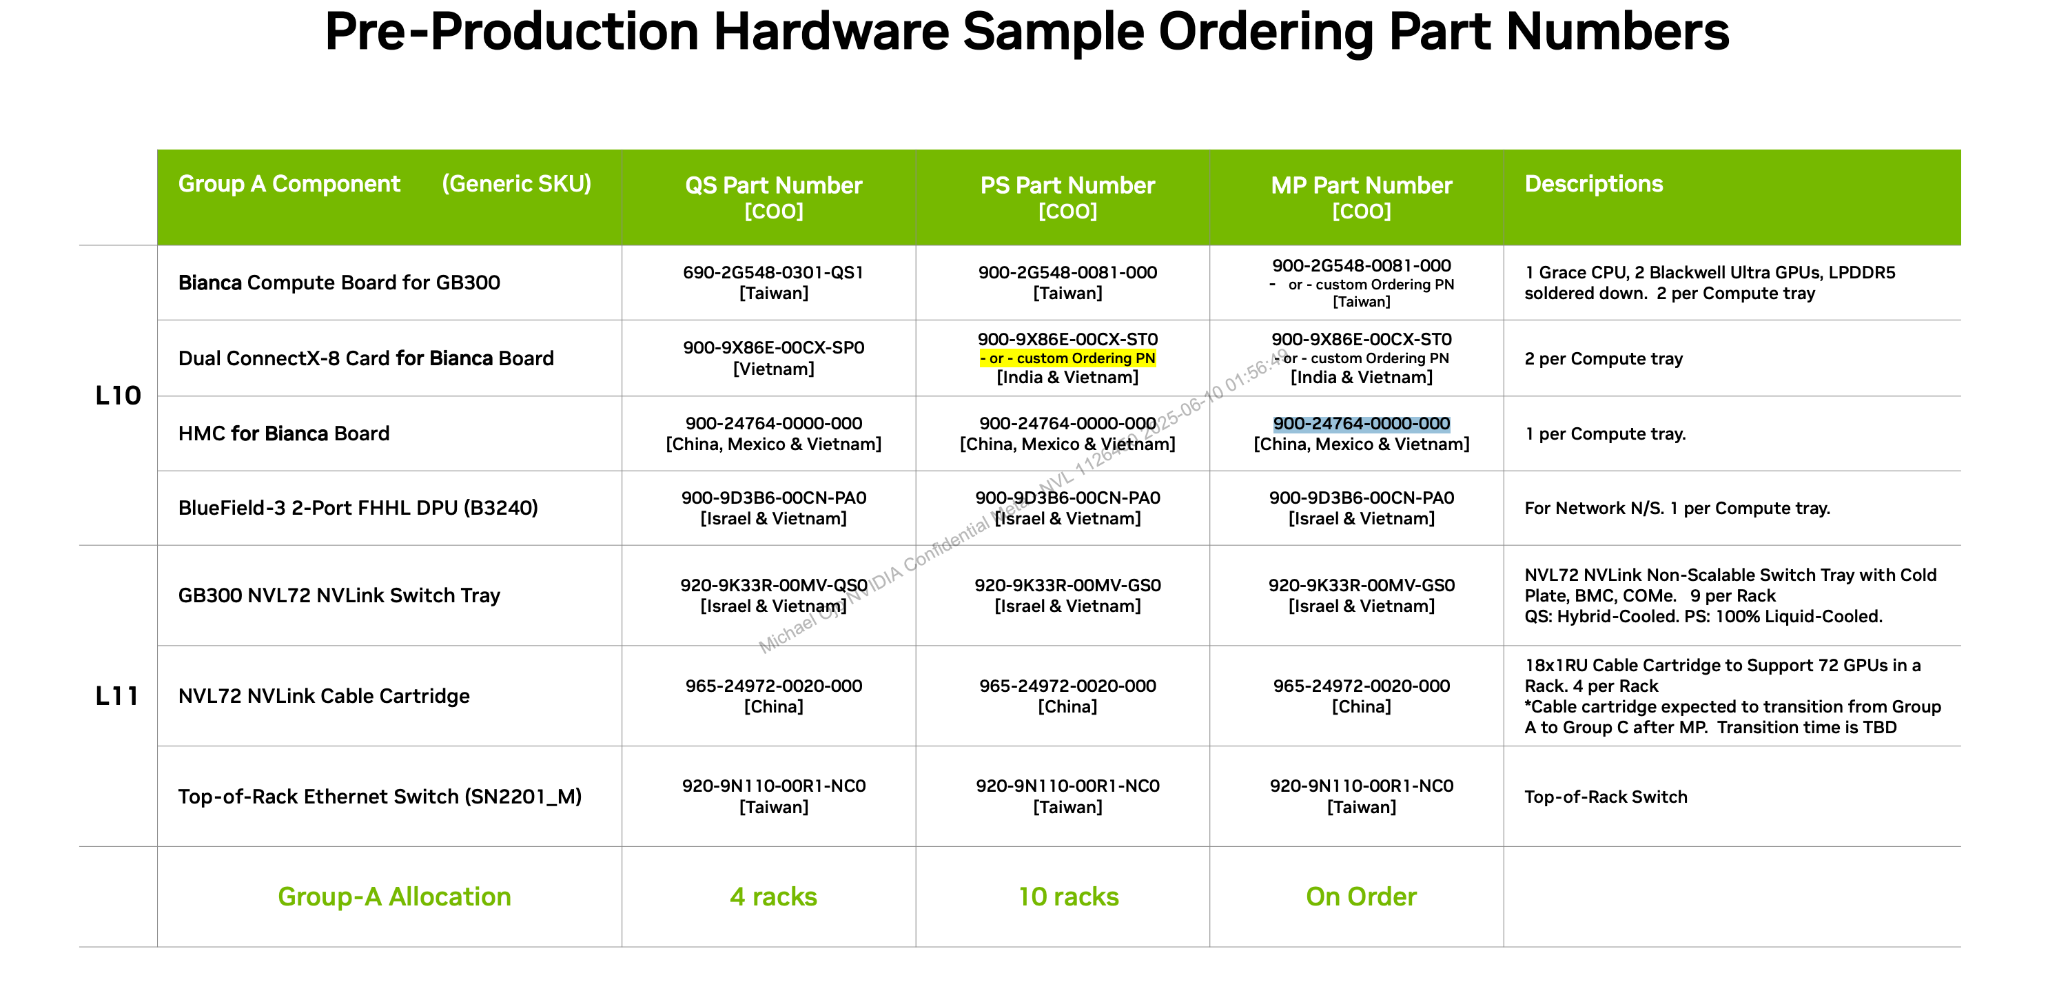 Pre-Production Hardware Sample Ordering Part Numbers
Group A Component (Generic SKU)
QS Part Number
[COO]
PS Part Number
[COO]
MP Part Number
[COO]
Descriptions
L10
Bianca Compute Board for GB300
690-2G548-0301-QS1
[Taiwan]
900-2G548-0081-000
[Taiwan]
900-2G548-0081-000
- or - custom Ordering PN
[Taiwan]
1 Grace CPU, 2 Blackwell Ultra GPUs, LPDDR5
soldered down. 2 per Compute tray
Dual ConnectX-8 Card for Bianca Board
900-9X86E-00CX-SP0
[Vietnam]
900-9X86E-00CX-ST0
- or - custom Ordering PN
[India & Vietnam]
900-9X86E-00CX-ST0
- or - custom Ordering PN
[India & Vietnam]
2 per Compute tray
HMC for Bianca Board
900-24764-0000-000
[China, Mexico & Vietnam]
900-24764-0000-000
[China, Mexico & Vietnam]
900-24764-0000-000
[China, Mexico & Vietnam]
1 per Compute tray.
BlueField-3 2-Port FHHL DPU (B3240)
900-9D3B6-00CN-PA0
[Israel & Vietnam]
900-9D3B6-00CN-PA0
[Israel & Vietnam]
900-9D3B6-00CN-PA0
[Israel & Vietnam]
For Network N/S. 1 per Compute tray.
L11
GB300 NVL72 NVLink Switch Tray
920-9K33R-00MV-QS0
[Israel & Vietnam]
920-9K33R-00MV-GS0
[Israel & Vietnam]
920-9K33R-00MV-GS0
[Israel & Vietnam]
NVL72 NVLink Non-Scalable Switch Tray with Cold
Plate, BMC, COMe. 9 per Rack
QS: Hybrid-Cooled. PS: 100% Liquid-Cooled.
NVL72 NVLink Cable Cartridge
965-24972-0020-000
[China]
965-24972-0020-000
[China]
965-24972-0020-000
[China]
18x1RU Cable Cartridge to Support 72 GPUs in a
Rack. 4 per Rack
*Cable cartridge expected to transition from Group
A to Group C after MP. Transition time is TBD
Top-of-Rack Ethernet Switch (SN2201_M)
920-9N110-00R1-NC0
[Taiwan]
920-9N110-00R1-NC0
[Taiwan]
920-9N110-00R1-NC0
[Taiwan]
Top-of-Rack Switch
Group-A Allocation
4 racks
10 racks
On Order
Michael NVIDIA Confidential NVL 2025-06-10 01:56:49